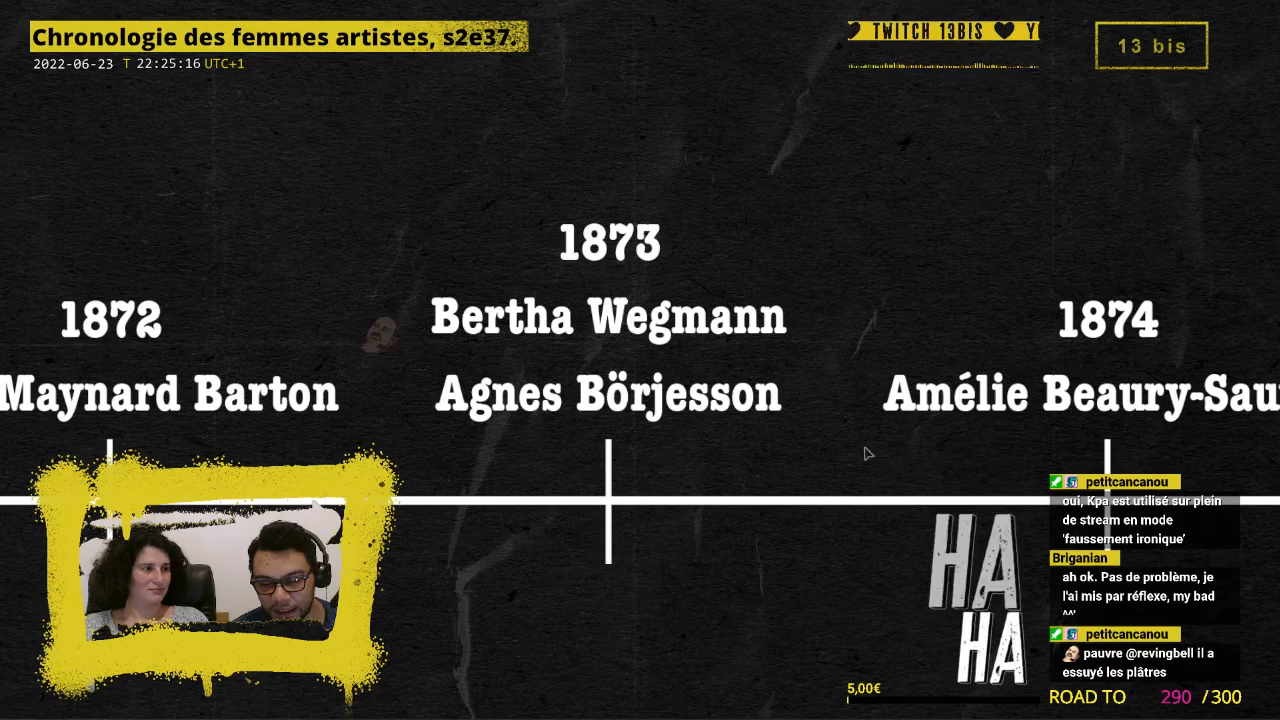 Chronologie des femmes artistes, s2e37.
2022-06-23 T 22:25:16 UTC+1
TWITCH 13BIS Y
13 bis
1873
Bertha Wegmann
Agnes Börjesson
1872
Maynard Barton
1874
Amélie Beaury-Sau
petitcancanou
oui, Kpa est utilisé sur plein
de stream en mode
'faussement ironique'
Briganian
ah ok. Pas de problème, je
l'ai mis par réflexe, my bad
^^'
petitcancanou
pauvre @revingbell il a
essuyé les plâtres
HA
HA
5,00€
ROAD TO 290 /300